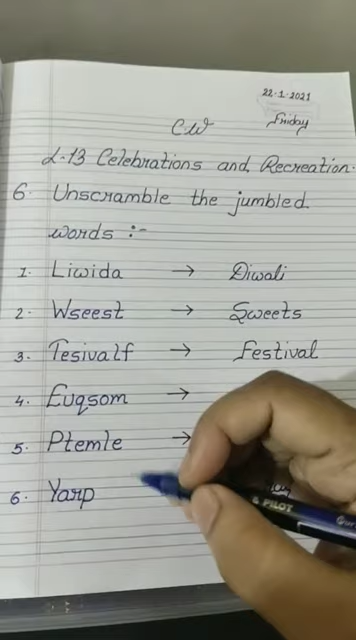 22.1.2021
Friday
C.W
L-13 Celebrations and Recreation.
6. Unscramble the jumbled
words :-
1. Liwida → Diwali
2. Wseest → Sweets
3. Tesivalf → Festival
4. Euqsom →
5. Ptemle →
6. Yarp
PILOT